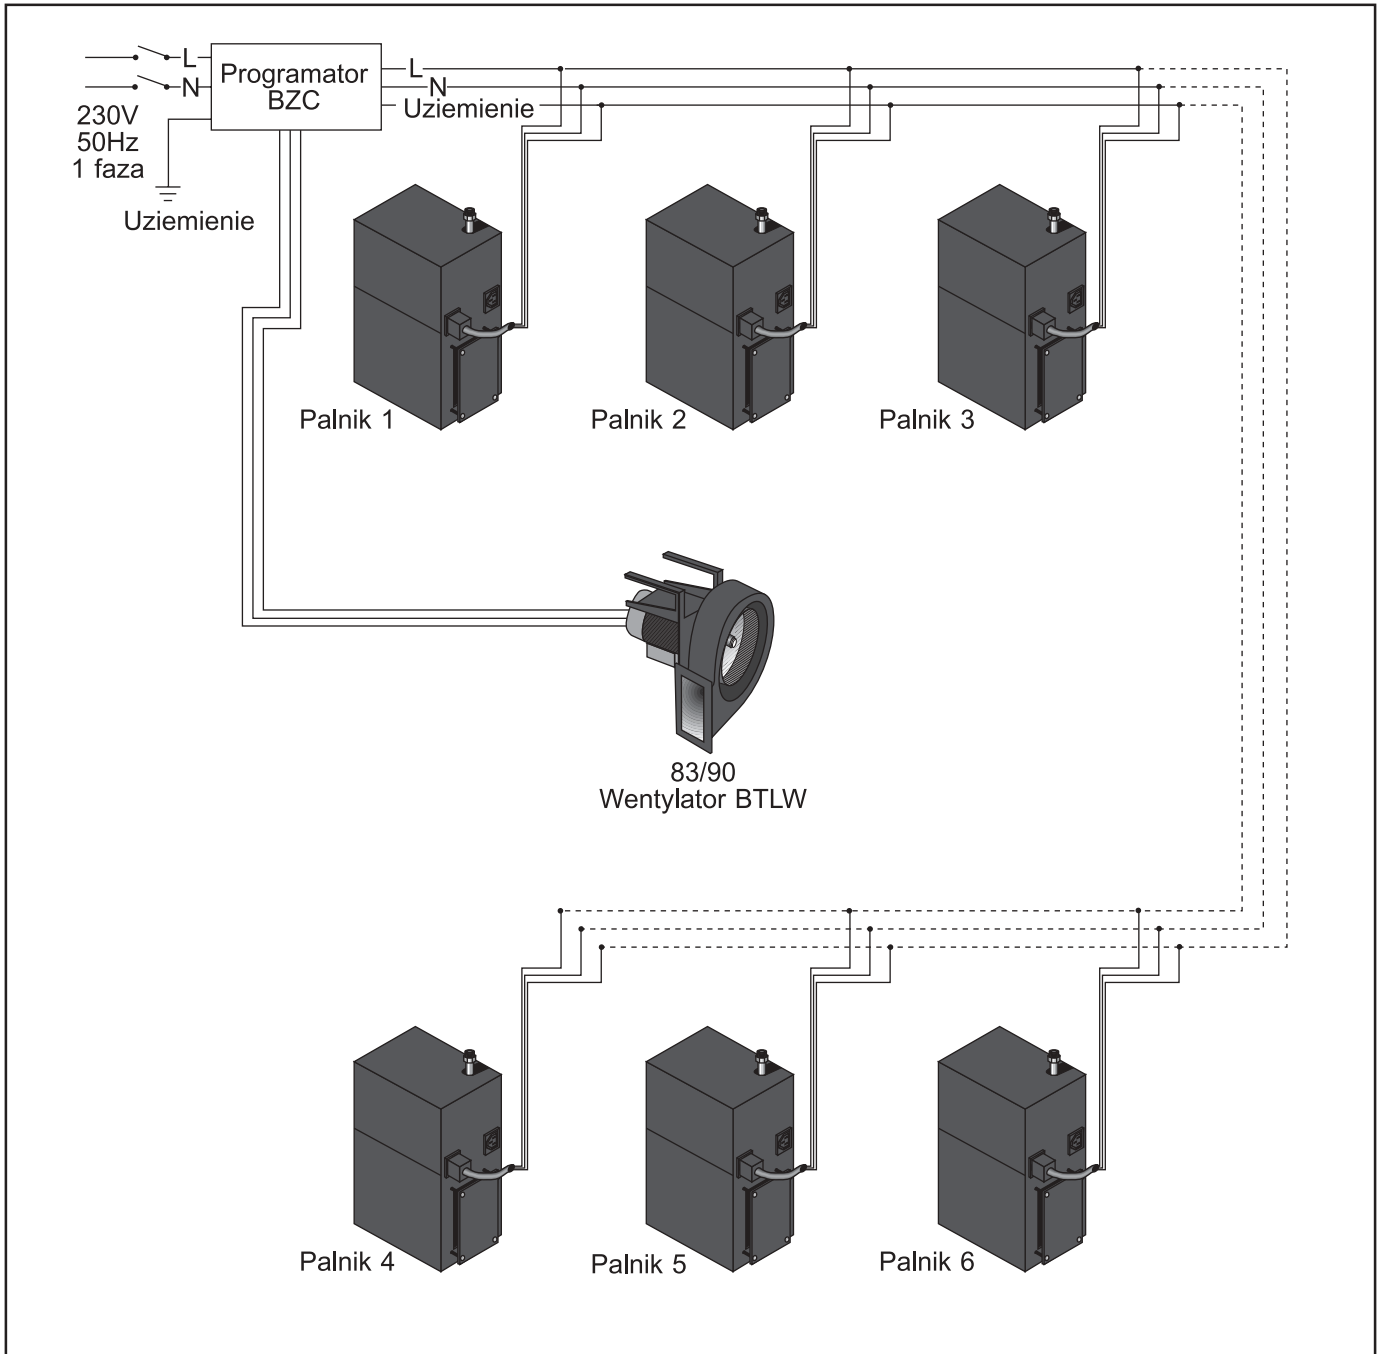 L
N
230V
50Hz
1 faza
Uziemienie
Programator
BZC
L
N
Uziemienie
Palnik 1
Palnik 2
Palnik 3
83/90
Wentylator BTLW
Palnik 4
Palnik 5
Palnik 6